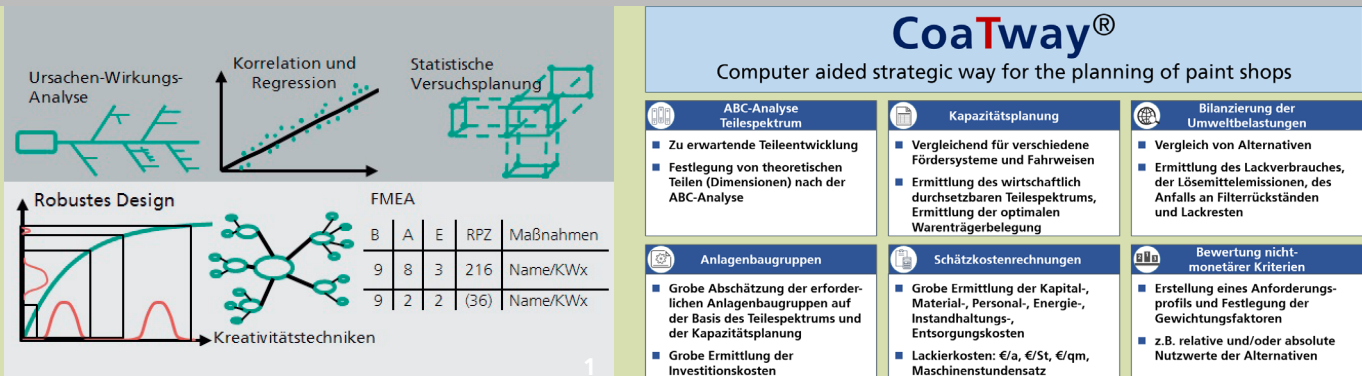 Ursachen-Wirkungs-
Analyse
Korrelation und
Regression
Statistische
Versuchsplanung
Robustes Design
Kreativitätstechniken
FMEA
B A E RPZ Maßnahmen
9 8 3 216 Name/KWx
9 2 2 (36) Name/KWx
1
CoaTway®
Computer aided strategic way for the planning of paint shops
ABC-Analyse
Teilespektrum
Zu erwartende Teileentwicklung
Festlegung von theoretischen
Teilen (Dimensionen) nach der
ABC-Analyse
Kapazitätsplanung
Vergleichend für verschiedene
Fördersysteme und Fahrweisen
Ermittlung des wirtschaftlich
durchsetzbaren Teilespektrums,
Ermittlung der optimalen
Warenträgerbelegung
Bilanzierung der
Umweltbelastungen
Vergleich von Alternativen
Ermittlung des Lackverbrauches,
der Lösemittelemissionen, des
Anfalls an Filterrückständen
und Lackresten
Anlagenbaugruppen
Grobe Abschätzung der erforder-
lichen Anlagenbaugruppen auf
der Basis des Teilespektrums und
der Kapazitätsplanung
Grobe Ermittlung der
Investitionskosten
Schätzkostenrechnungen
Grobe Ermittlung der Kapital-,
Material-, Personal-, Energie-,
Instandhaltungs-,
Entsorgungskosten
Lackierkosten: €/a, €/St, €/qm,
Maschinenstundensatz
Bewertung nicht-
monetärer Kriterien
Erstellung eines Anforderungs-
profils und Festlegung der
Gewichtungsfaktoren
z.B. relative und/oder absolute
Nutzwerte der Alternativen